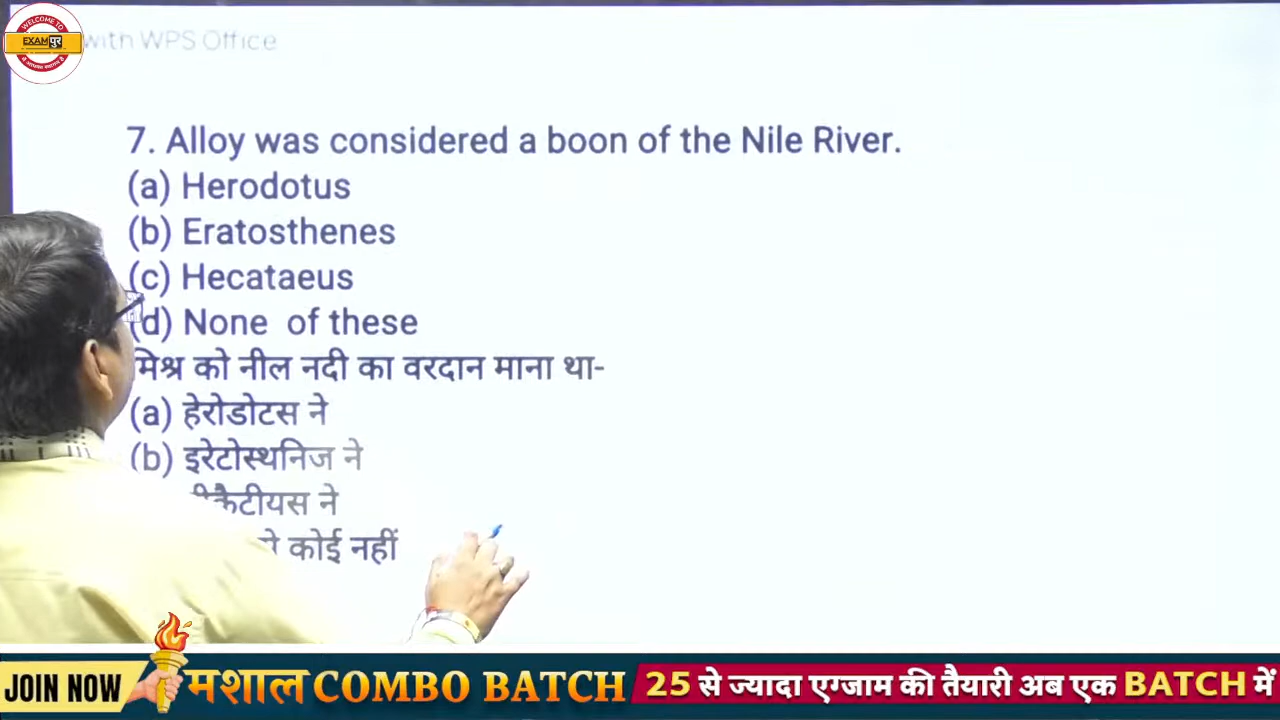 WELCOME TO
EXAMपुर
with WPS Office
7. Alloy was considered a boon of the Nile River.
(a) Herodotus
(b) Eratosthenes
(c) Hecataeus
(d) None of these
मिश्र को नील नदी का वरदान माना था-
(a) हेरोडोटस ने
(b) इरेटोस्थनिज ने
ने
कोई नहीं
JOIN NOW
मशाल COMBO BATCH
25 से ज्यादा एग्जाम की तैयारी अब एक BATCH में